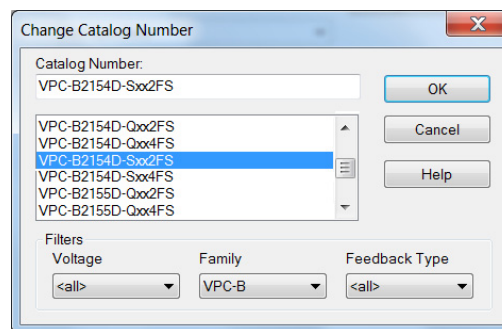 Change Catalog Number
Catalog Number:
VPC-B2154D-Sxx2FS
OK
VPC-B2154D-Qxx2FS
VPC-B2154D-Qxx4FS
VPC-B2154D-Sxx2FS
VPC-B2154D-Sxx4FS
VPC-B2155D-Qxx2FS
VPC-B2155D-Qxx4FS
Cancel
Help
Filters
Voltage Family Feedback Type
<all> VPC-B <all>